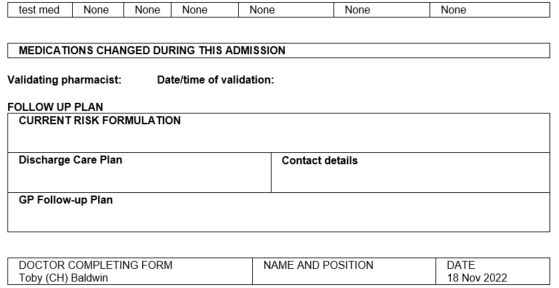 test med None None None None None None
MEDICATIONS CHANGED DURING THIS ADMISSION
Validating pharmacist: Date/time of validation:
FOLLOW UP PLAN
CURRENT RISK FORMULATION
Discharge Care Plan Contact details
GP Follow-up Plan
DOCTOR COMPLETING FORM NAME AND POSITION DATE
Toby (CH) Baldwin 18 Nov 2022